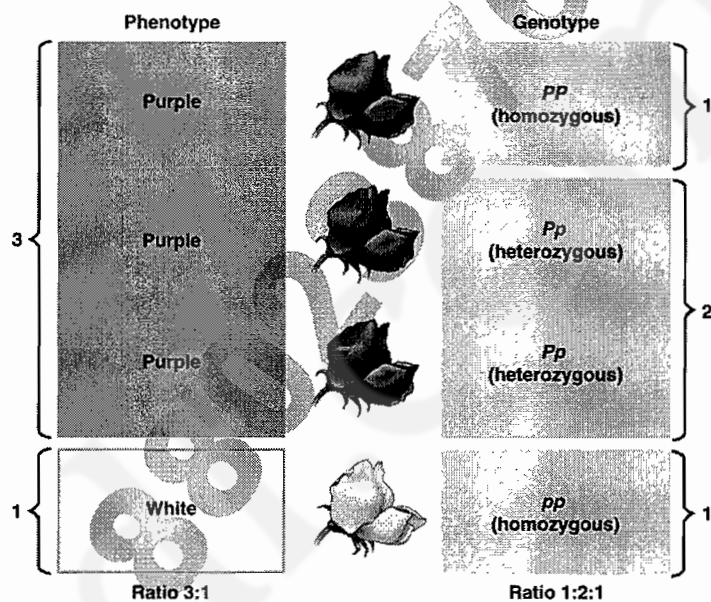 Phenotype
Genotype
3
Purple
PP
(homozygous)
1
Purple
Pp
(heterozygous)
2
Purple
Pp
(heterozygous)
1
White
pp
(homozygous)
1
Ratio 3:1
Ratio 1:2:1